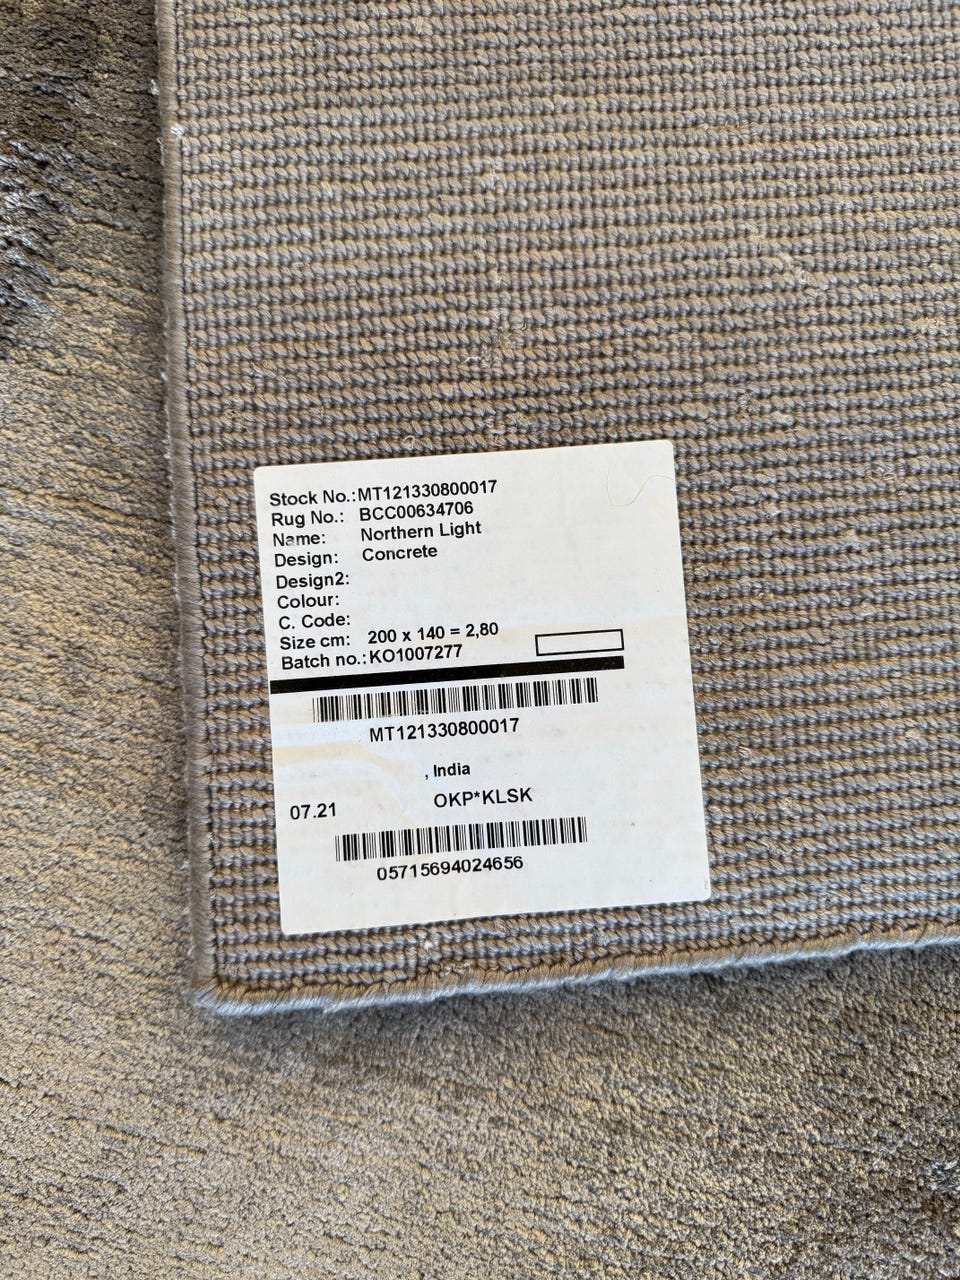 Stock No.: MT121330800017
Rug No.: BCC00634706
Name: Northern Light
Design: Concrete
Design2:
Colour:
C. Code:
Size cm: 200 x 140 = 2,80
Batch no.: KO1007277
MT121330800017
, India
07.21 OKP*KLSK
05715694024656